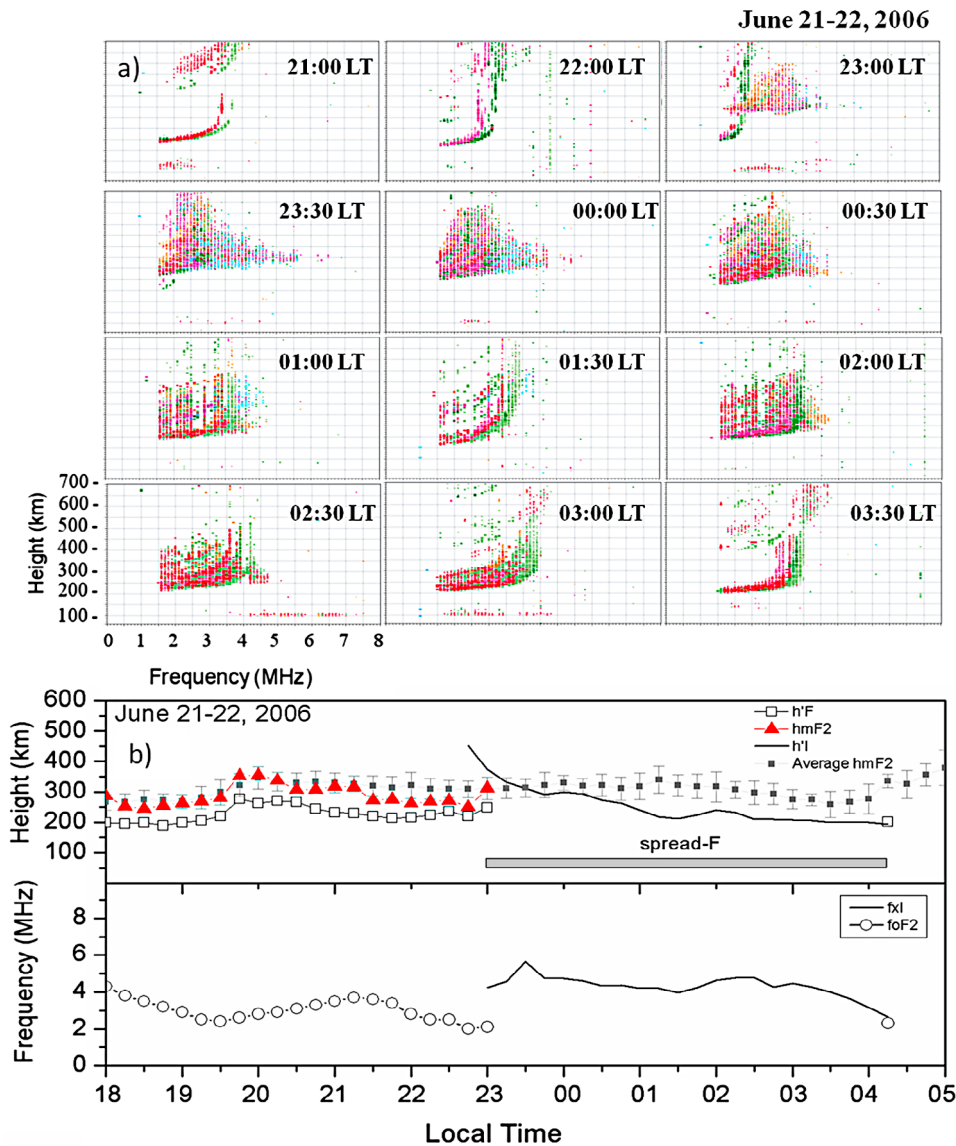 June 21-22, 2006
a)
21:00 LT
22:00 LT
23:00 LT
23:30 LT
00:00 LT
00:30 LT
01:00 LT
01:30 LT
02:00 LT
02:30 LT
03:00 LT
03:30 LT
Height (km)
700 -
600 -
500 -
400 -
300 -
200 -
100 -
0 1 2 3 4 5 6 7 8
Frequency (MHz)
June 21-22, 2006
b)
h'F
hmF2
h'I
Average hmF2
Height (km)
600
500
400
300
200
100
spread-F
fxI
foF2
Frequency (MHz)
8
6
4
2
0
18 19 20 21 22 23 00 01 02 03 04 05
Local Time